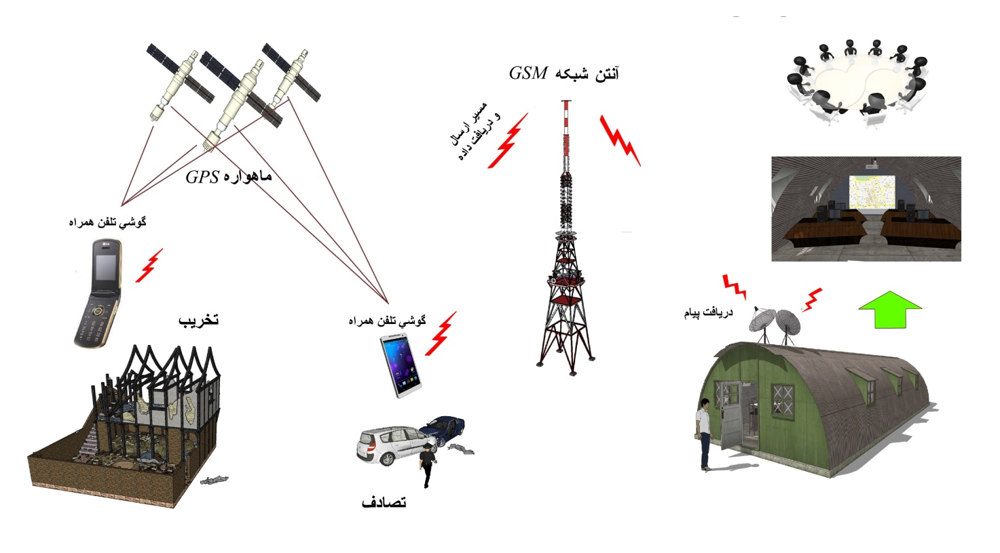 آنتن شبکه GSM
مسیر ارسال
و دریافت داده
ماهواره GPS
گوشي تلفن همراه
تخریب
گوشي تلفن همراه
دریافت پیام
تصادف